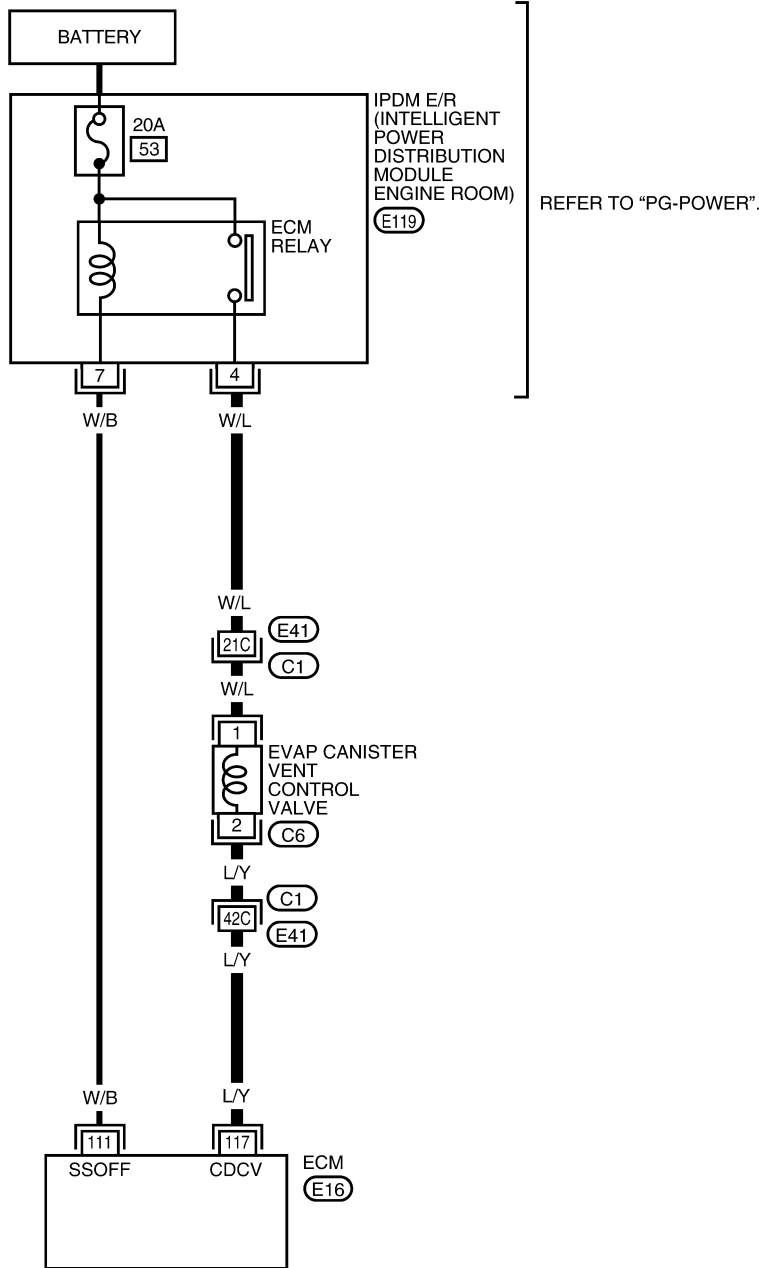 BATTERY
IPDM E/R
(INTELLIGENT
POWER
DISTRIBUTION
MODULE
ENGINE ROOM)
E119
20A
53
REFER TO “PG-POWER”.
ECM
RELAY
7
4
W/B
W/L
W/L
E41
21C
C1
W/L
1
EVAP CANISTER
VENT
CONTROL
VALVE
2
C6
L/Y
C1
42C
E41
L/Y
W/B
L/Y
111
117
SSOFF
CDCV
ECM
E16